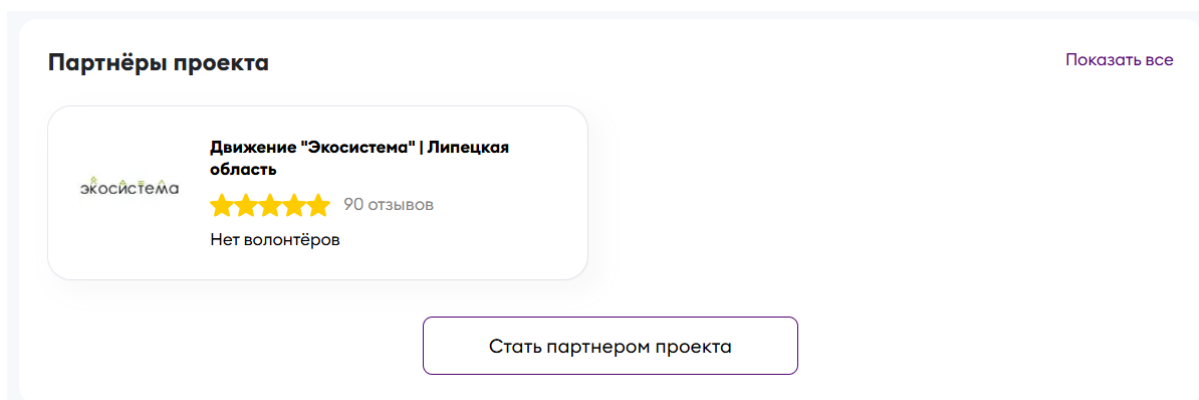 Партнёры проекта
Показать все
экосистема
Движение "Экосистема" | Липецкая
область
90 отзывов
Нет волонтёров
Стать партнером проекта